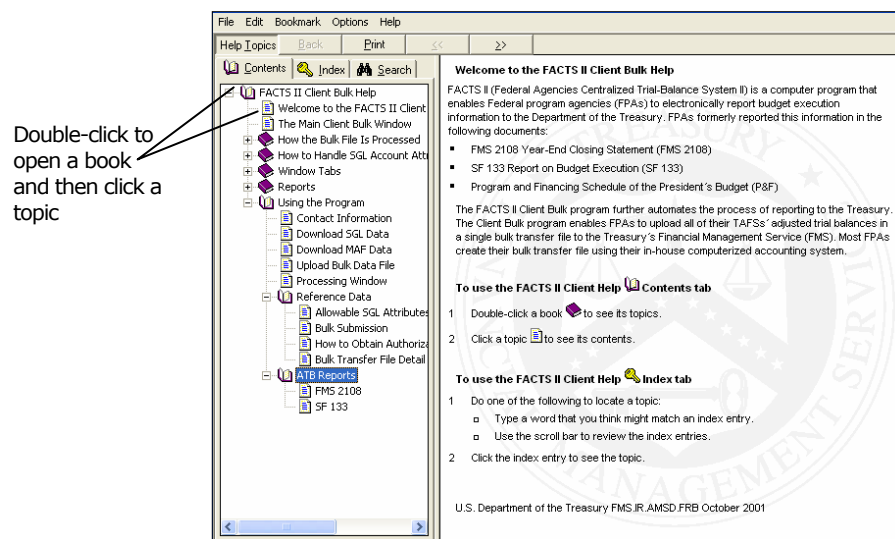 File Edit Bookmark Options Help
Help Topics Back Print << >>
Contents Index Search
Double-click to
open a book
and then click a
topic
FACTS II Client Bulk Help
Welcome to the FACTS II Client
The Main Client Bulk Window
How the Bulk File Is Processed
How to Handle SGL Account Attr
Window Tabs
Reports
Using the Program
Contact Information
Download SGL Data
Download MAF Data
Upload Bulk Data File
Processing Window
Reference Data
Allowable SGL Attributes
Bulk Submission
How to Obtain Authoriza
Bulk Transfer File Detail
ATB Reports
FMS 2108
SF 133
Welcome to the FACTS II Client Bulk Help
FACTS II (Federal Agencies Centralized Trial-Balance System II) is a computer program that
enables Federal program agencies (FPAs) to electronically report budget execution
information to the Department of the Treasury. FPAs formerly reported this information in the
following documents:
▪ FMS 2108 Year-End Closing Statement (FMS 2108)
▪ SF 133 Report on Budget Execution (SF 133)
▪ Program and Financing Schedule of the President's Budget (P&F)
The FACTS II Client Bulk program further automates the process of reporting to the Treasury.
The Client Bulk program enables FPAs to upload all of their TAFSs' adjusted trial balances in
a single bulk transfer file to the Treasury's Financial Management Service (FMS). Most FPAs
create their bulk transfer file using their in-house computerized accounting system.
To use the FACTS II Client Help Contents tab
1 Double-click a book to see its topics.
2 Click a topic to see its contents.
To use the FACTS II Client Help Index tab
1 Do one of the following to locate a topic:
▫ Type a word that you think might match an index entry.
▫ Use the scroll bar to review the index entries.
2 Click the index entry to see the topic.
U.S. Department of the Treasury FMS.IR.AMSD.FRB October 2001
TREASURY
FINANCIAL MANAGEMENT SERVICE